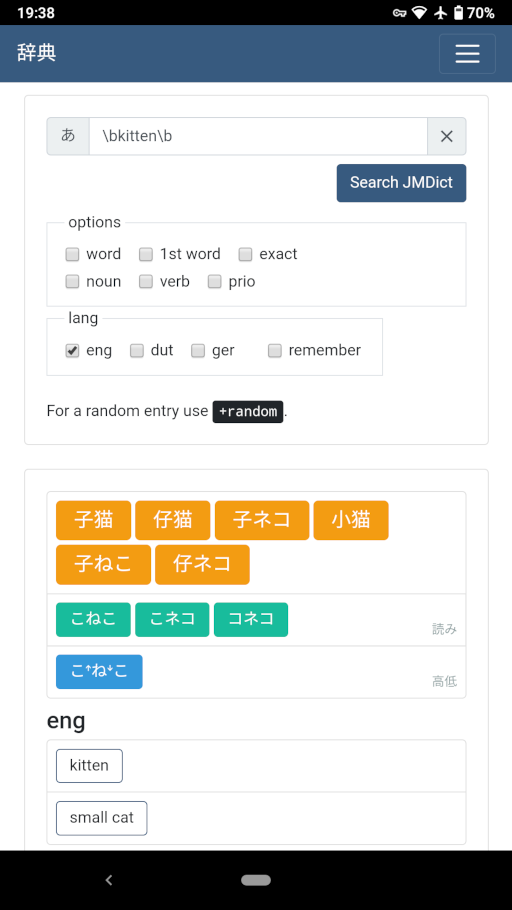 19:38 70%
辞典
あ \bkitten\b
Search JMDict
options
word 1st word exact
noun verb prio
lang
eng dut ger remember
For a random entry use +random.
子猫 仔猫 子ネコ 小猫
子ねこ 仔ネコ
こねこ こネコ コネコ 読み
こ↑ね↓こ 高低
eng
kitten
small cat